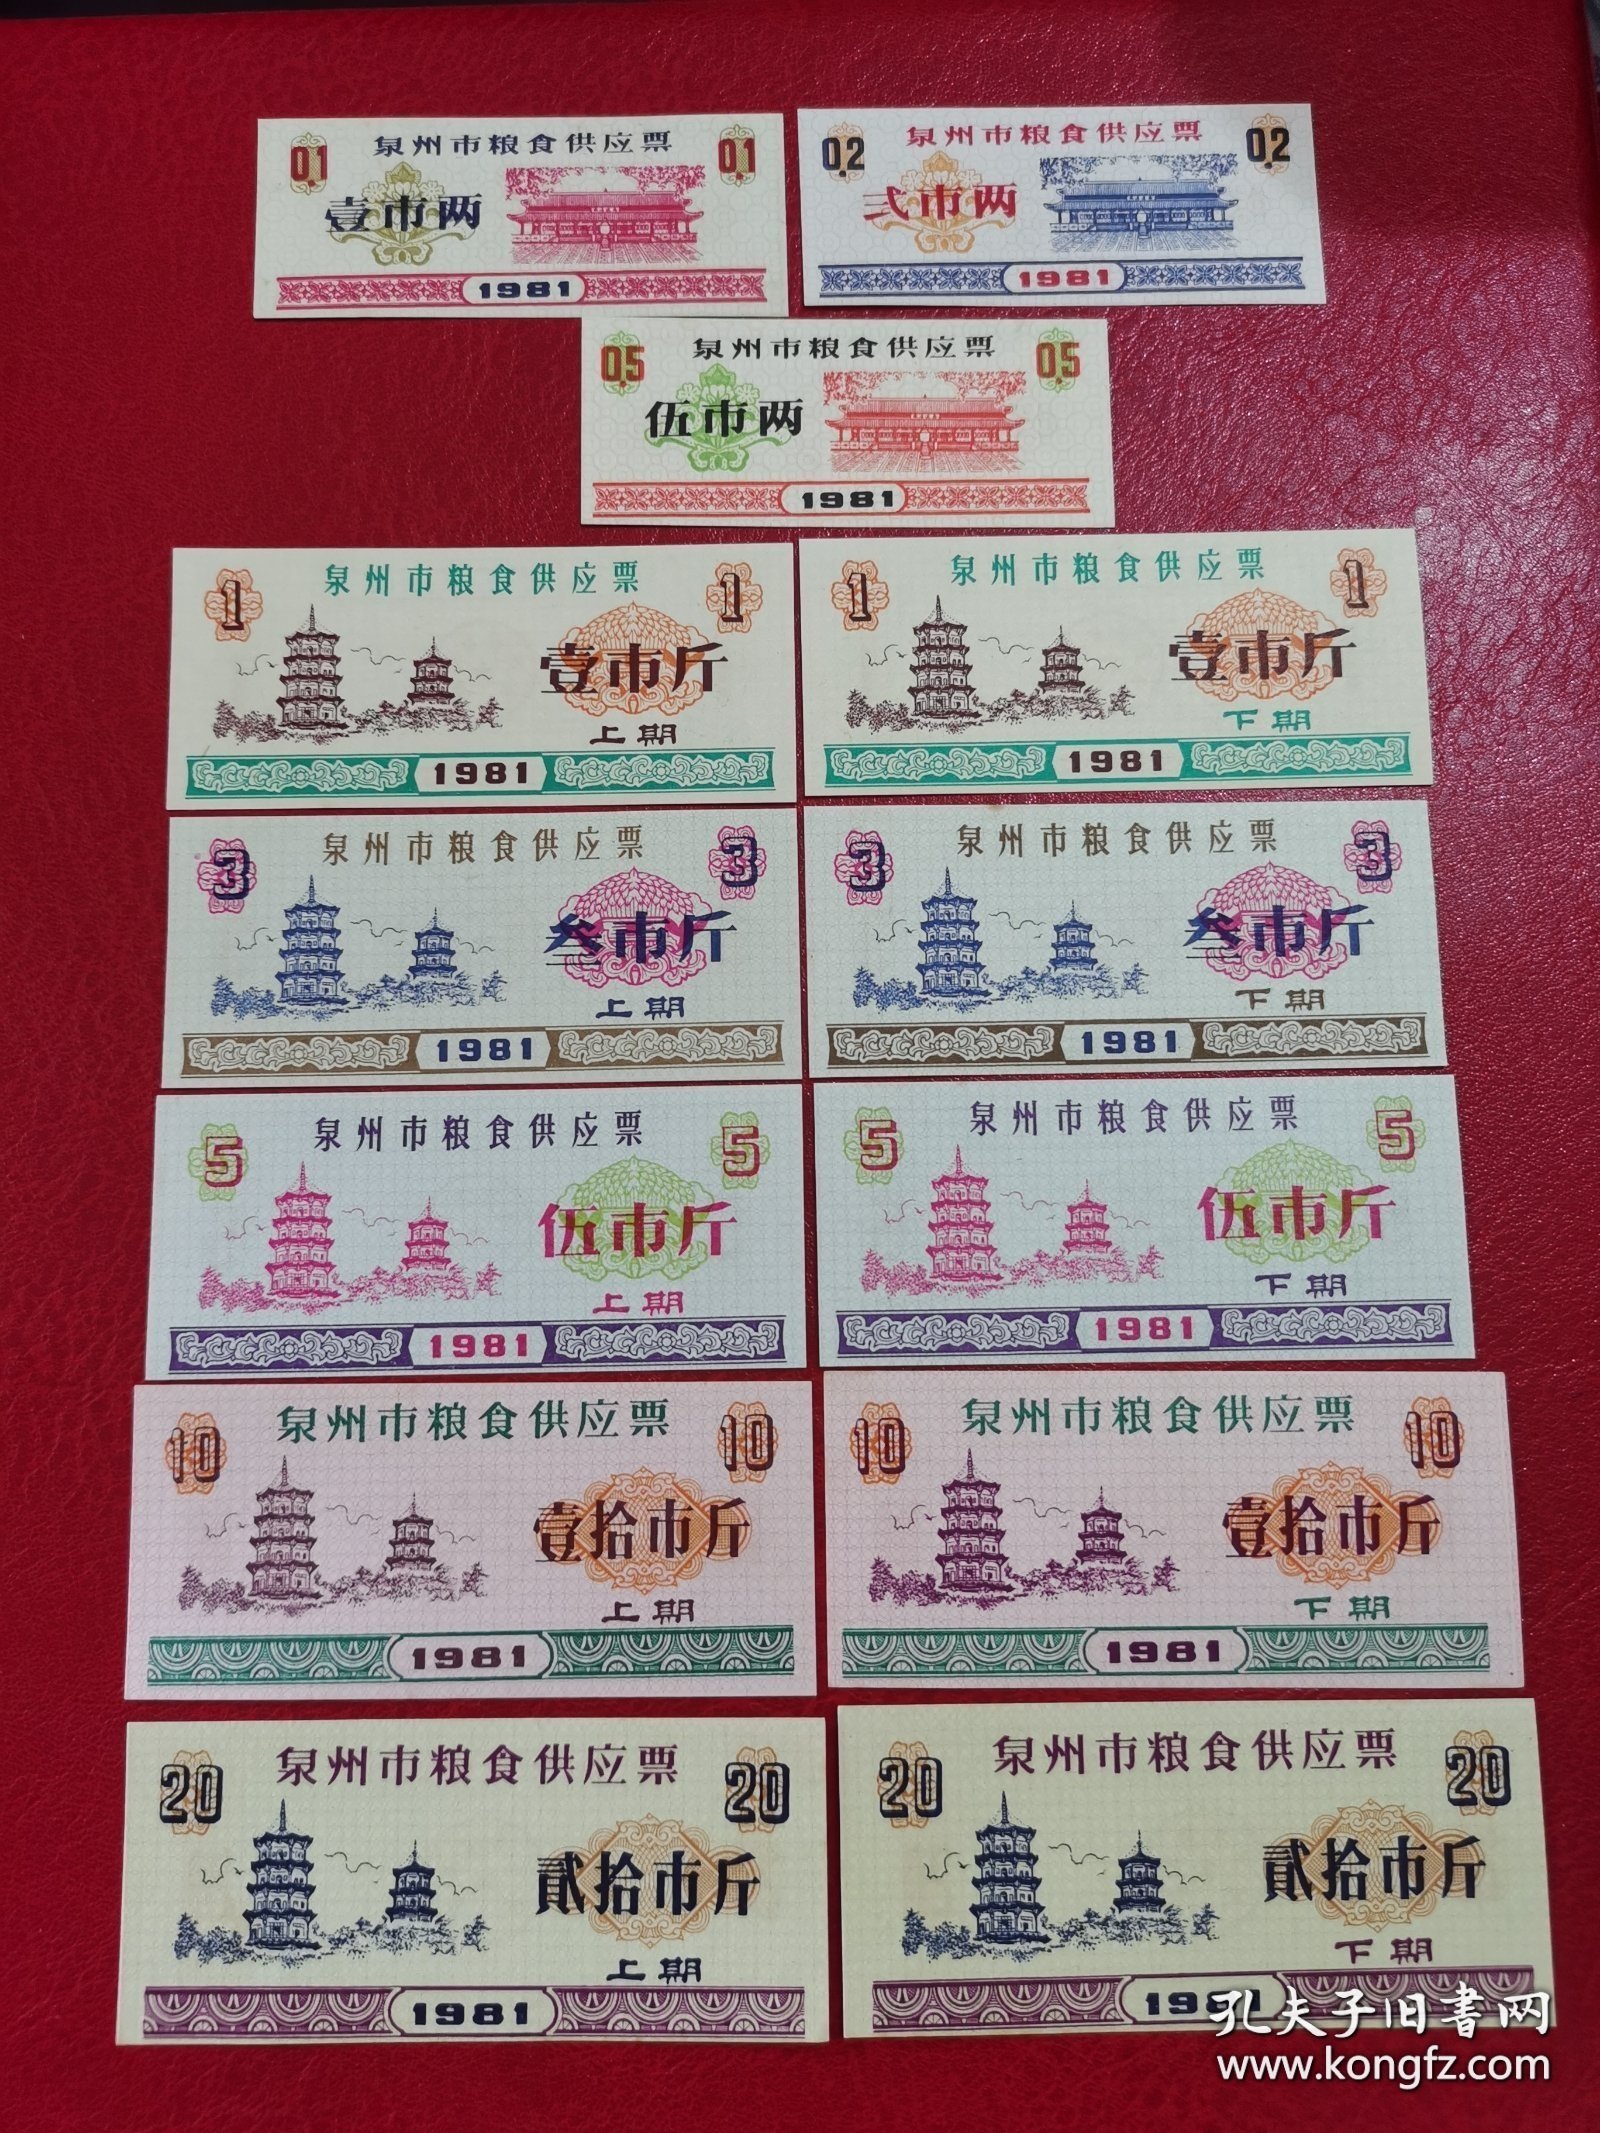 泉州市粮食供应票
0.1 0.1
壹市两
1981
泉州市粮食供应票
0.2 0.2
弍市两
1981
泉州市粮食供应票
0.5 0.5
伍市两
1981
泉州市粮食供应票
1 1
壹市斤
上期
1981
泉州市粮食供应票
1 1
壹市斤
下期
1981
泉州市粮食供应票
3 3
叁市斤
上期
1981
泉州市粮食供应票
3 3
叁市斤
下期
1981
泉州市粮食供应票
5 5
伍市斤
上期
1981
泉州市粮食供应票
5 5
伍市斤
下期
1981
泉州市粮食供应票
10 10
壹拾市斤
上期
1981
泉州市粮食供应票
10 10
壹拾市斤
下期
1981
泉州市粮食供应票
20 20
貳拾市斤
上期
1981
泉州市粮食供应票
20 20
貳拾市斤
下期
1981
孔夫子旧書网
www.kongfz.com